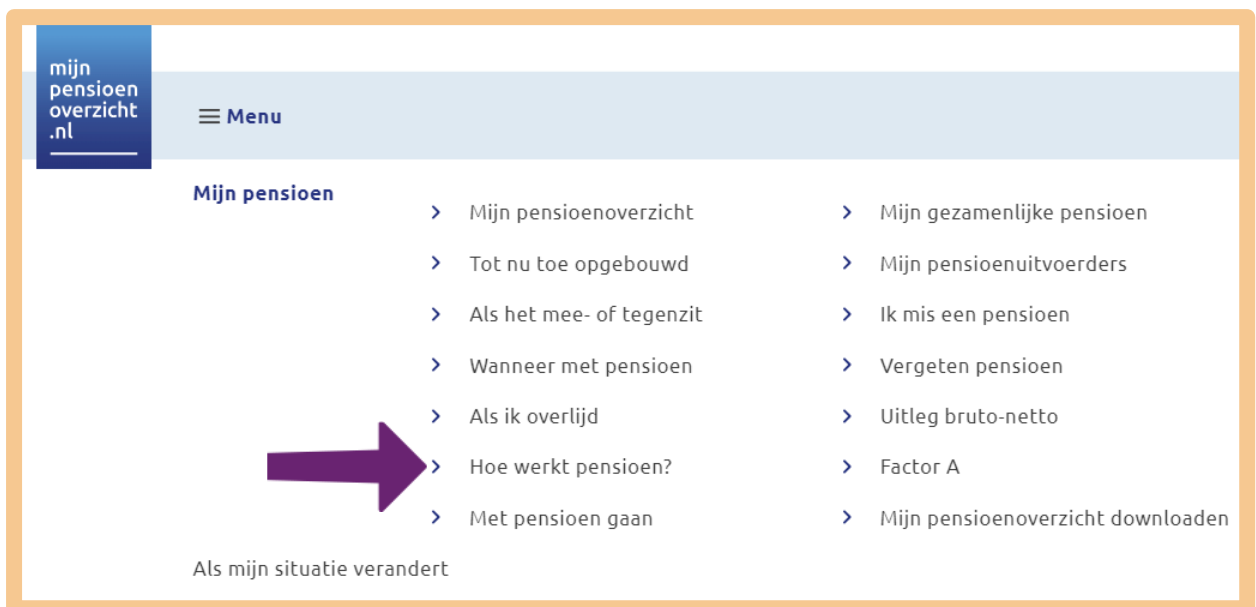 mijn
pensioen
overzicht
.nl
Menu
Mijn pensioen
Mijn pensioenoverzicht
Tot nu toe opgebouwd
Als het mee- of tegenzit
Wanneer met pensioen
Als ik overlijd
Hoe werkt pensioen?
Met pensioen gaan
Mijn gezamenlijke pensioen
Mijn pensioenuitvoerders
Ik mis een pensioen
Vergeten pensioen
Uitleg bruto-netto
Factor A
Mijn pensioenoverzicht downloaden
Als mijn situatie verandert